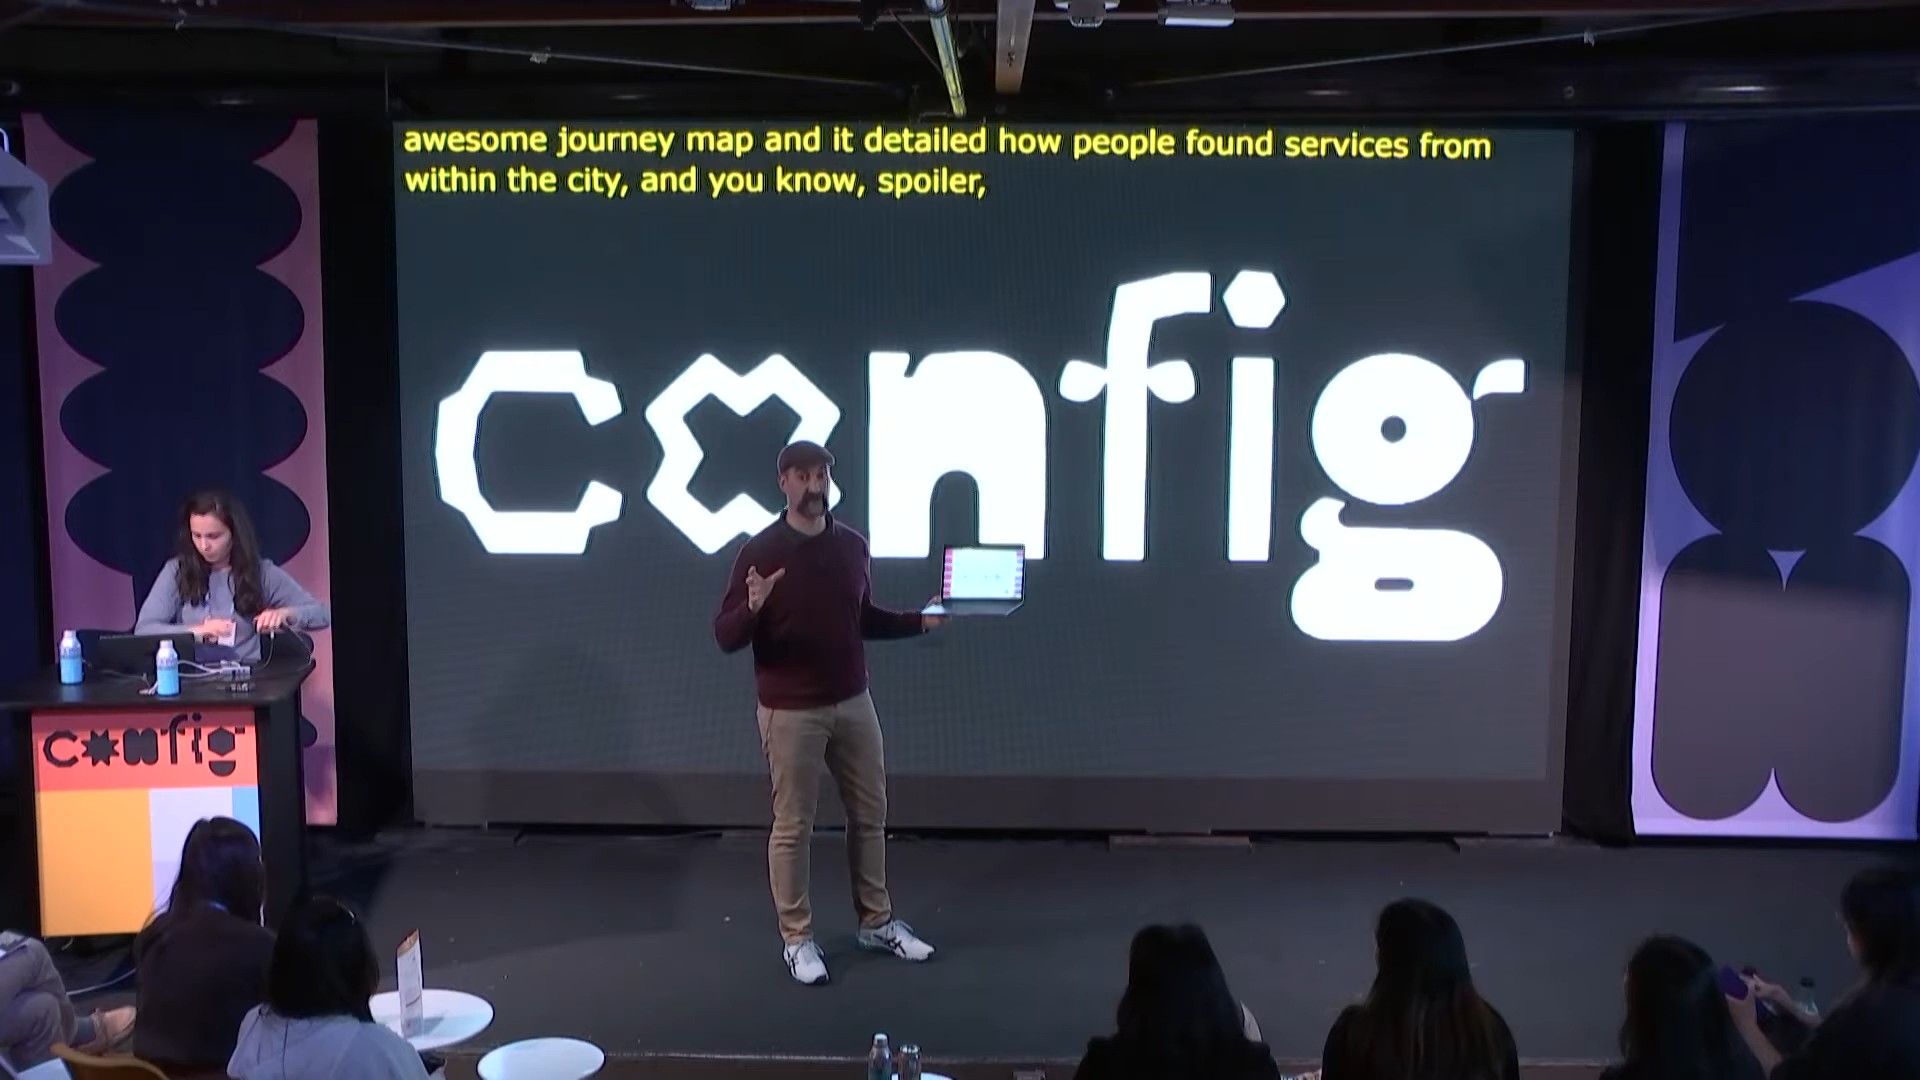 awesome journey map and it detailed how people found services from
within the city, and you know, spoiler,
config
config